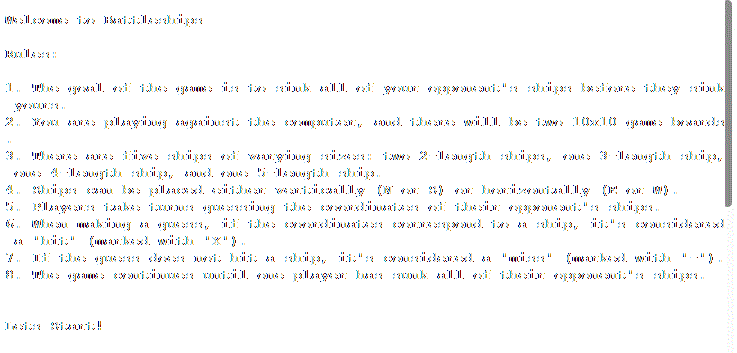 Welcome to Battleships
Rules:
1. The goal of the game is to sink all of your opponent's ships before they sink
yours.
2. You are playing against the computer, and there will be two 10x10 game boards
.
3. There are five ships of varying sizes: two 2 length ships, one 3 length ship,
one 4 length ship, and one 5 length ship.
4. Ships can be placed either vertically (N or S) or horizontally (E or W).
5. Players take turns guessing the coordinates of their opponent's ships.
6. When making a guess, if the coordinates correspond to a ship, it's considered
a "hit" (marked with "X").
7. If the guess does not hit a ship, it's considered a "miss" (marked with "-").
8. The game continues until one player has sunk all of their opponent's ships.
Lets Start!